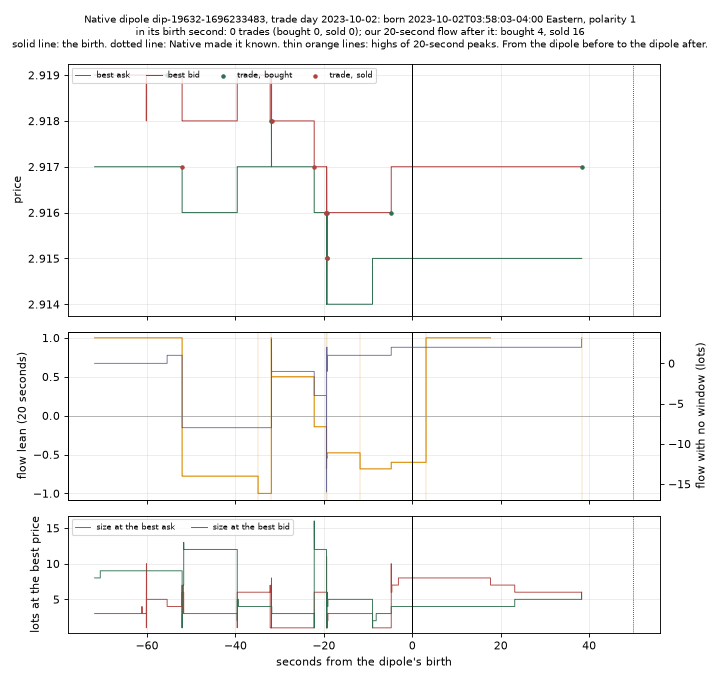 Native dipole dip-19632-1696233483, trade day 2023-10-02: born 2023-10-02T03:58:03-04:00 Eastern, polarity 1
in its birth second: 0 trades (bought 0, sold 0); our 20-second flow after it: bought 4, sold 16
solid line: the birth. dotted line: Native made it known. thin orange lines: highs of 20-second peaks. From the dipole before to the dipole after.
best ask
best bid
trade, bought
trade, sold
2.919
2.918
2.917
2.916
2.915
2.914
price
1.0
0.5
0.0
−0.5
−1.0
flow lean (20 seconds)
0
−5
−10
−15
flow with no window (lots)
size at the best ask
size at the best bid
15
10
5
lots at the best price
−60
−40
−20
0
20
40
seconds from the dipole's birth